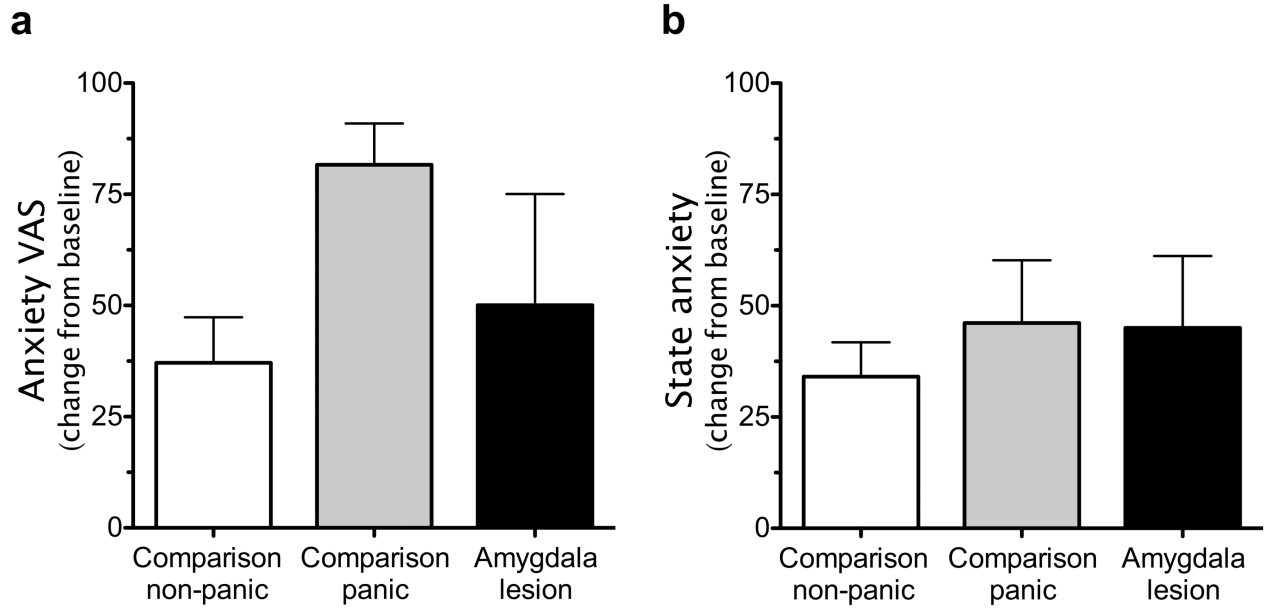 a
100
75
50
25
0
Anxiety VAS
(change from baseline)
Comparison
non-panic
Comparison
panic
Amygdala
lesion
b
100
75
50
25
0
State anxiety
(change from baseline)
Comparison
non-panic
Comparison
panic
Amygdala
lesion